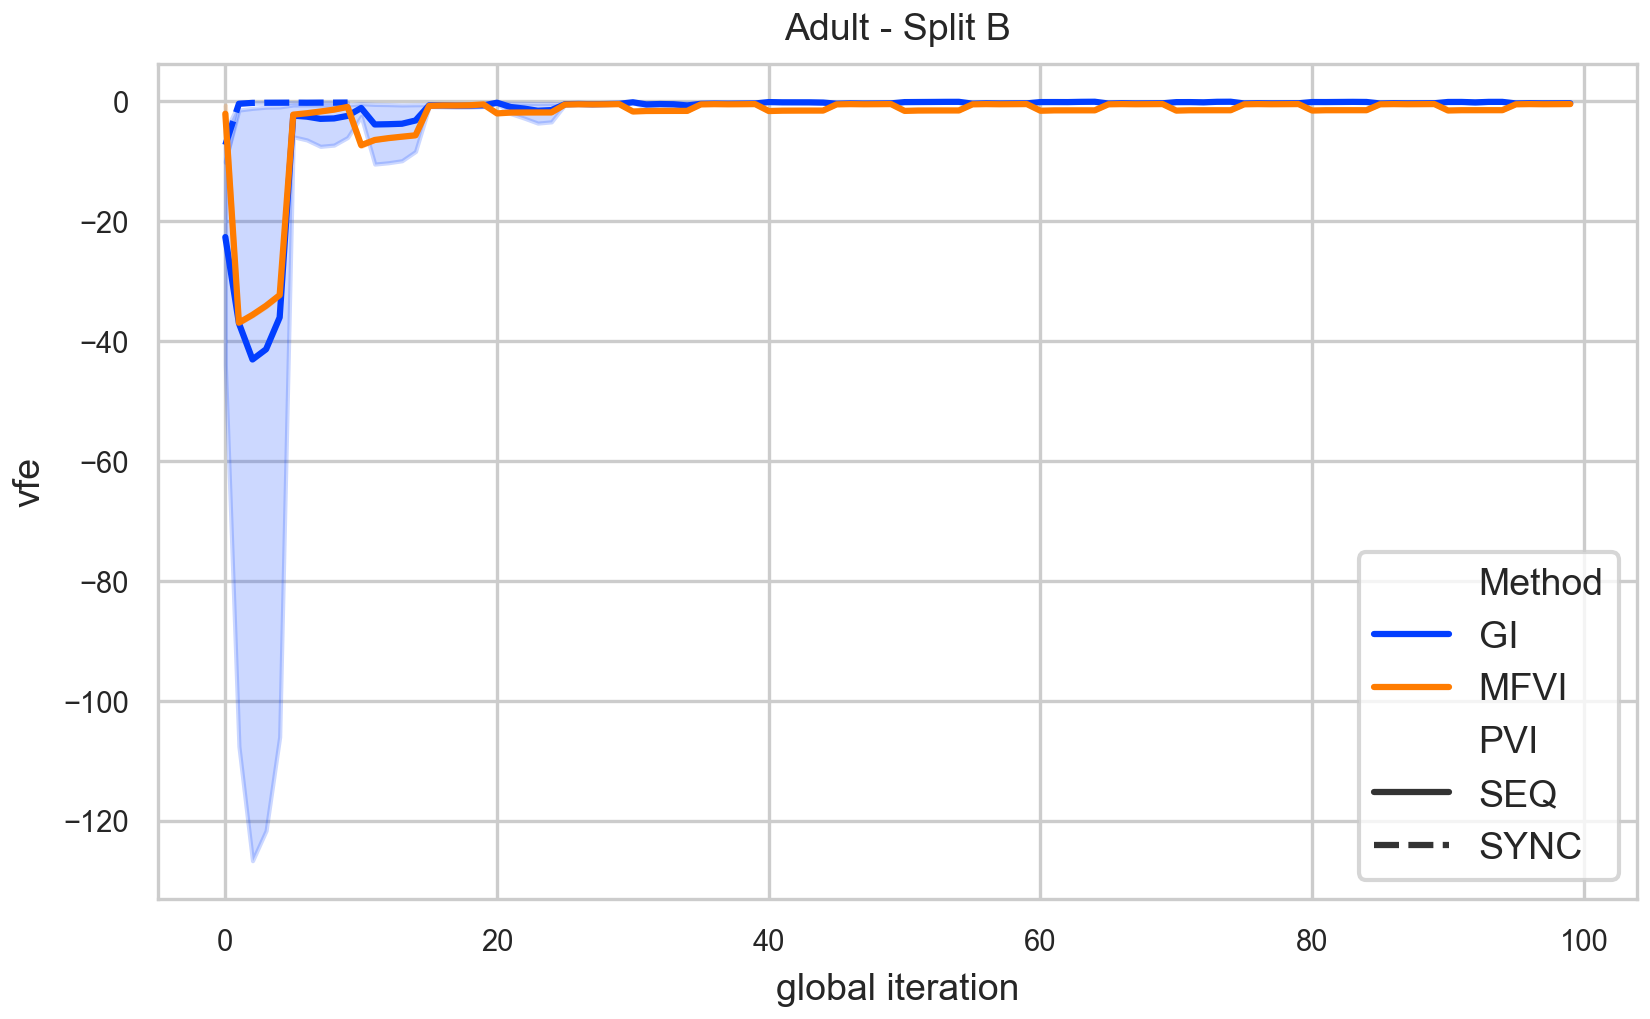 Adult - Split B
vfe
0
−20
−40
−60
−80
−100
−120
0
20
40
60
80
100
global iteration
Method
GI
MFVI
PVI
SEQ
SYNC